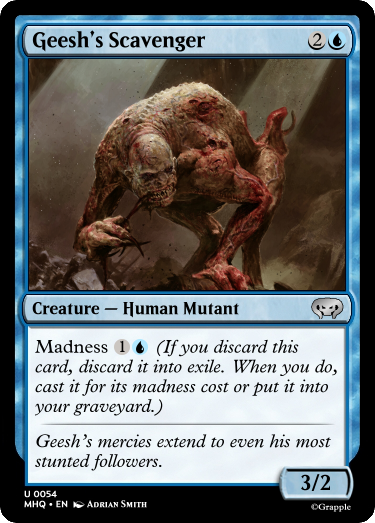 Geesh's Scavenger 2
Creature — Human Mutant
Madness 1 (If you discard this
card, discard it into exile. When you do,
cast it for its madness cost or put it into
your graveyard.)
Geesh's mercies extend to even his most
stunted followers.
3/2
U 0054
MHQ • EN Adrian Smith
©Grapple